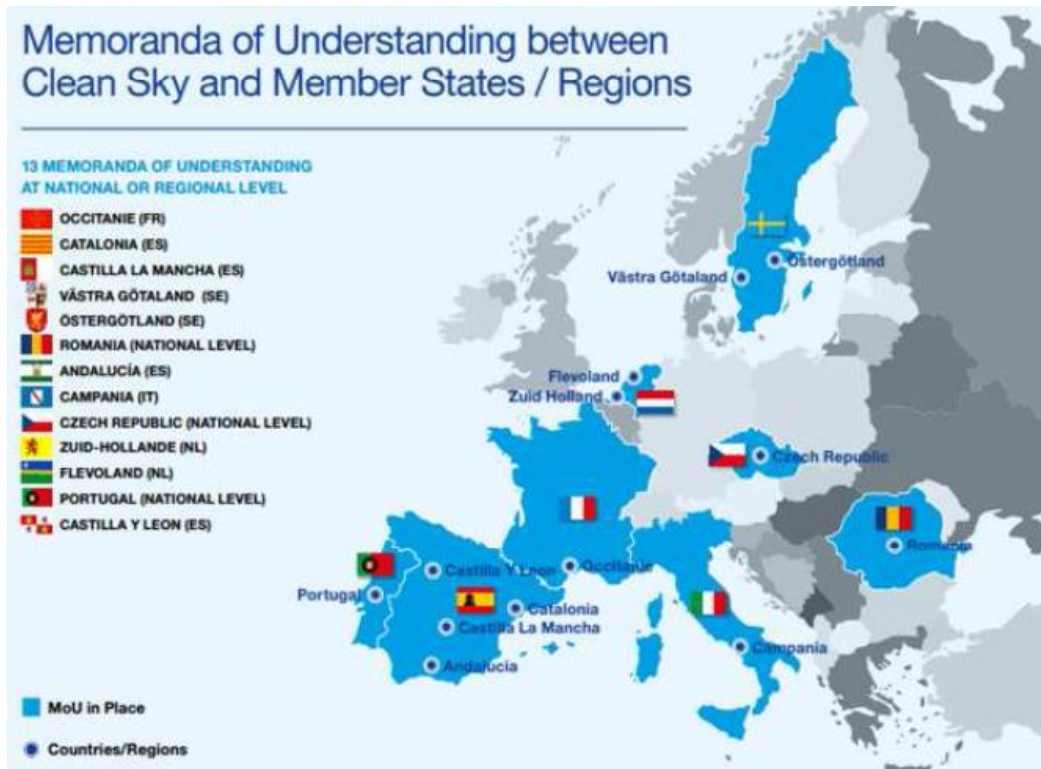 Memoranda of Understanding between
Clean Sky and Member States / Regions
13 MEMORANDA OF UNDERSTANDING
AT NATIONAL OR REGIONAL LEVEL
OCCITANIE (FR)
CATALONIA (ES)
CASTILLA LA MANCHA (ES)
VÄSTRA GÖTALAND (SE)
ÖSTERGÖTLAND (SE)
ROMANIA (NATIONAL LEVEL)
ANDALUCÍA (ES)
CAMPANIA (IT)
CZECH REPUBLIC (NATIONAL LEVEL)
ZUID-HOLLANDE (NL)
FLEVOLAND (NL)
PORTUGAL (NATIONAL LEVEL)
CASTILLA Y LEON (ES)
Östergötland
Västra Götaland
Flevoland
Zuid Holland
Czech Republic
Romania
Occitanie
Castilla Y Leon
Portugal
Catalonia
Castilla La Mancha
Campania
Andalucía
MoU in Place
Countries/Regions